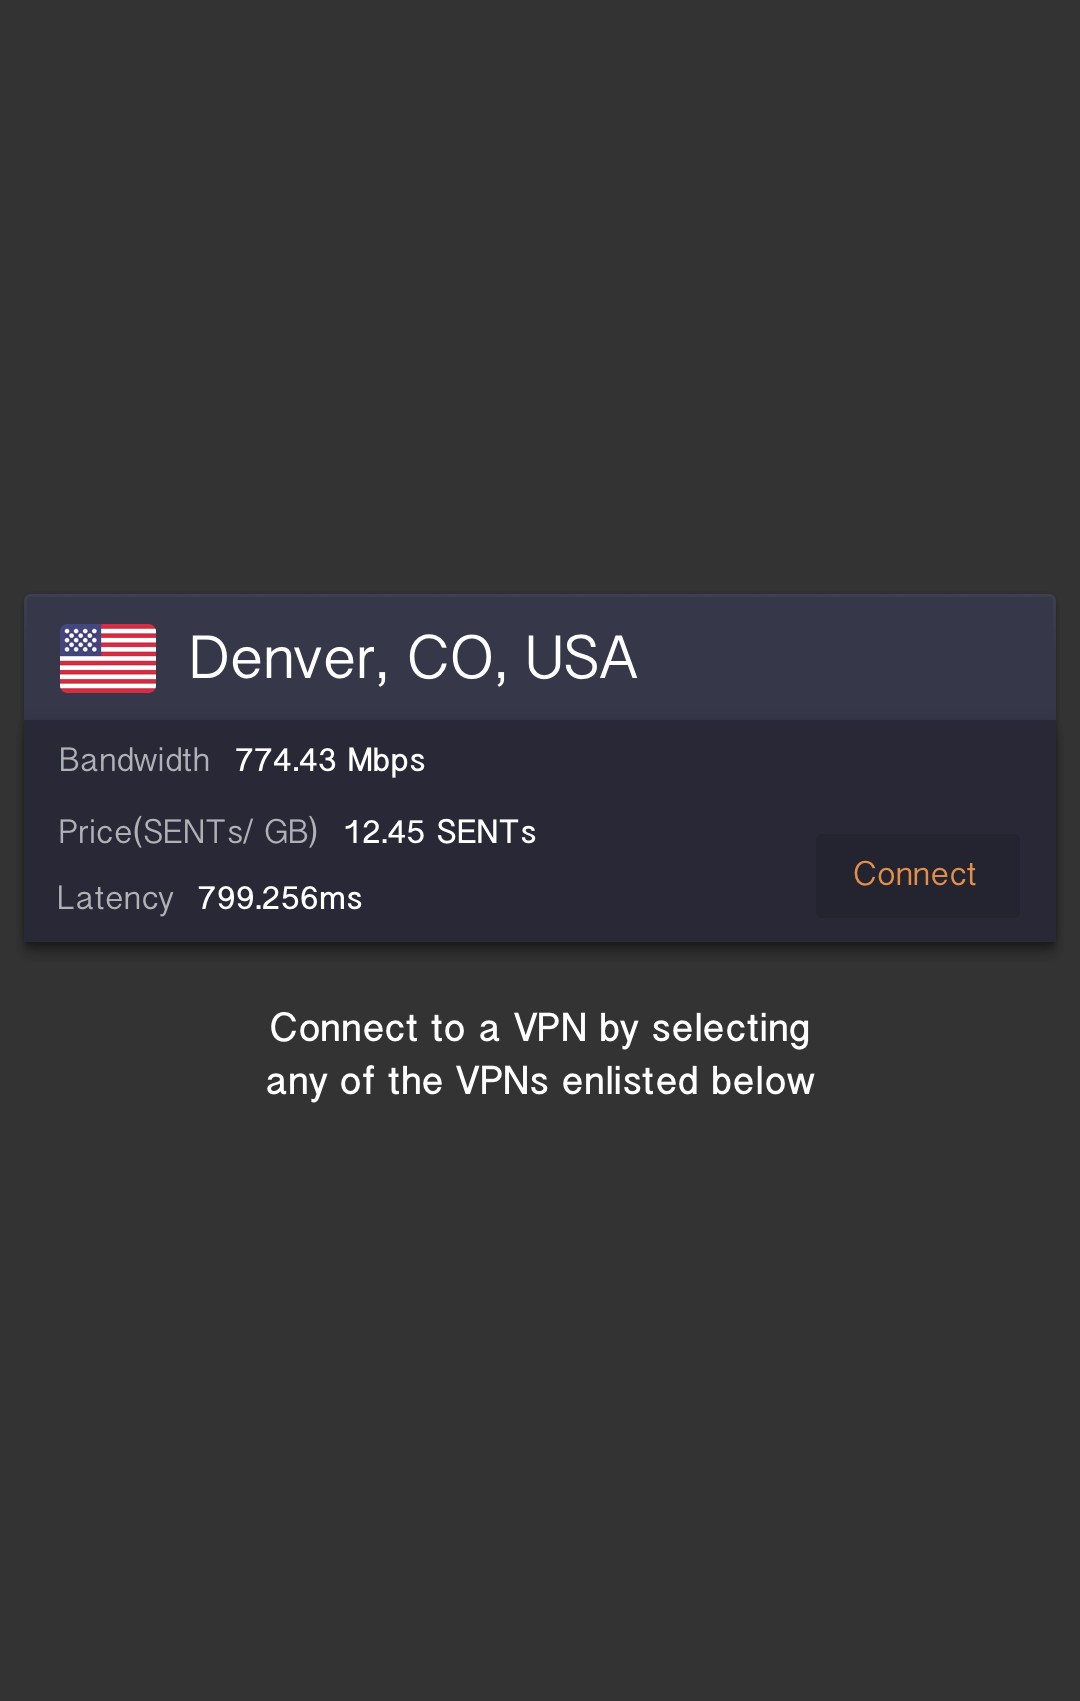 Denver, CO, USA
Bandwidth 774.43 Mbps
Price(SENTs/ GB) 12.45 SENTs
Latency 799.256ms
Connect
Connect to a VPN by selecting
any of the VPNs enlisted below